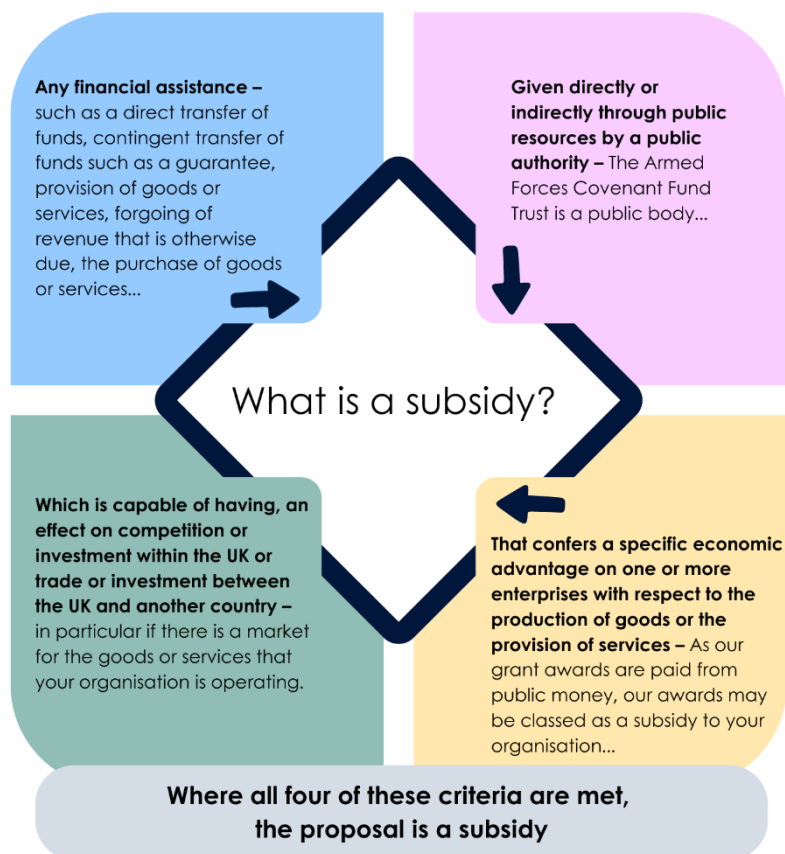 Any financial assistance –
such as a direct transfer of
funds, contingent transfer of
funds such as a guarantee,
provision of goods or
services, forgoing of
revenue that is otherwise
due, the purchase of goods
or services...
Given directly or
indirectly through public
resources by a public
authority – The Armed
Forces Covenant Fund
Trust is a public body...
What is a subsidy?
That confers a specific economic
advantage on one or more
enterprises with respect to the
production of goods or the
provision of services – As our
grant awards are paid from
public money, our awards may
be classed as a subsidy to your
organisation...
Which is capable of having, an
effect on competition or
investment within the UK or
trade or investment between
the UK and another country –
in particular if there is a market
for the goods or services that
your organisation is operating.
Where all four of these criteria are met,
the proposal is a subsidy